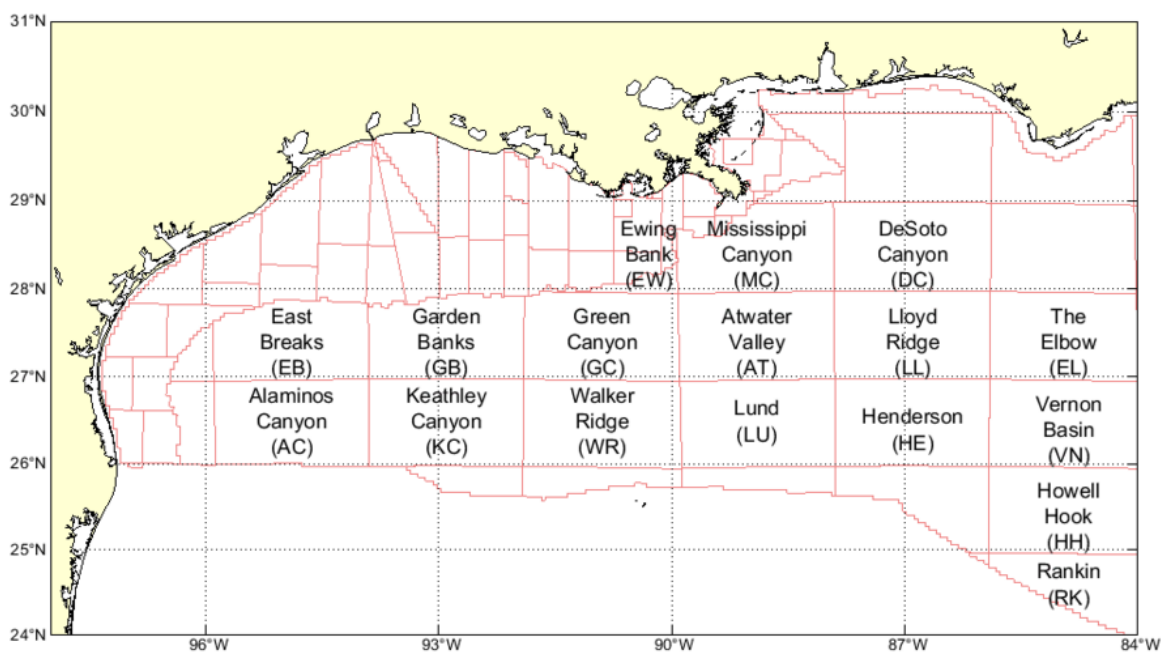 31°N
30°N
29°N
28°N
27°N
26°N
25°N
24°N
Ewing
Bank
(EW)
Mississippi
Canyon
(MC)
DeSoto
Canyon
(DC)
East
Breaks
(EB)
Garden
Banks
(GB)
Green
Canyon
(GC)
Atwater
Valley
(AT)
Lloyd
Ridge
(LL)
The
Elbow
(EL)
Alaminos
Canyon
(AC)
Keathley
Canyon
(KC)
Walker
Ridge
(WR)
Lund
(LU)
Henderson
(HE)
Vernon
Basin
(VN)
Howell
Hook
(HH)
Rankin
(RK)
96°W
93°W
90°W
87°W
84°W